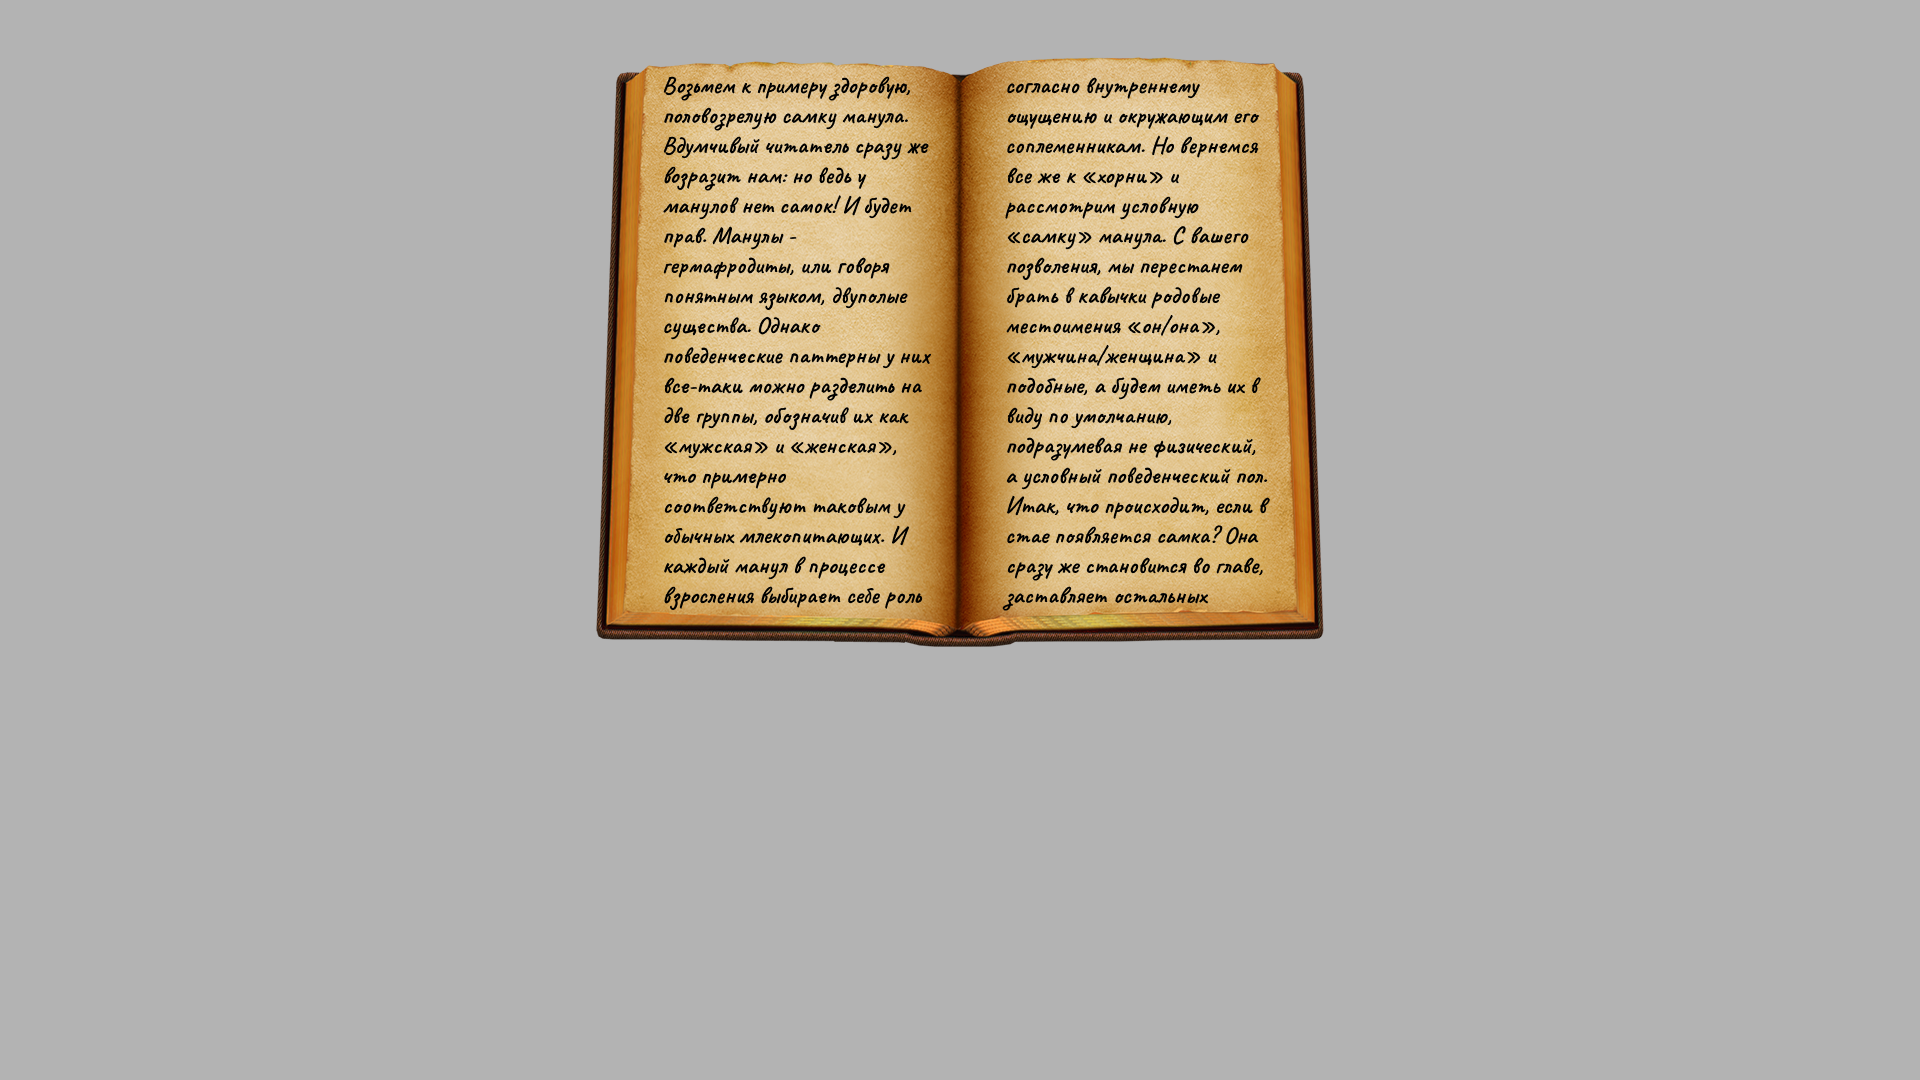 Возьмем к примеру здоровую,
половозрелую самку манула.
Вдумчивый читатель сразу же
возразит нам: но ведь у
манулов нет самок! И будет
прав. Манулы -
гермафродиты, или говоря
понятным языком, двуполые
существа. Однако
поведенческие паттерны у них
все-таки можно разделить на
две группы, обозначив их как
«мужская» и «женская»,
что примерно
соответствуют таковым у
обычных млекопитающих. И
каждый манул в процессе
взросления выбирает себе роль
согласно внутреннему
ощущению и окружающим его
соплеменникам. Но вернемся
все же к «хорни» и
рассмотрим условную
«самку» манула. С вашего
позволения, мы перестанем
брать в кавычки родовые
местоимения «он/она»,
«мужчина/женщина» и
подобные, а будем иметь их в
виду по умолчанию,
подразумевая не физический,
а условный поведенческий пол.
Итак, что происходит, если в
стае появляется самка? Она
сразу же становится во главе,
заставляет остальных